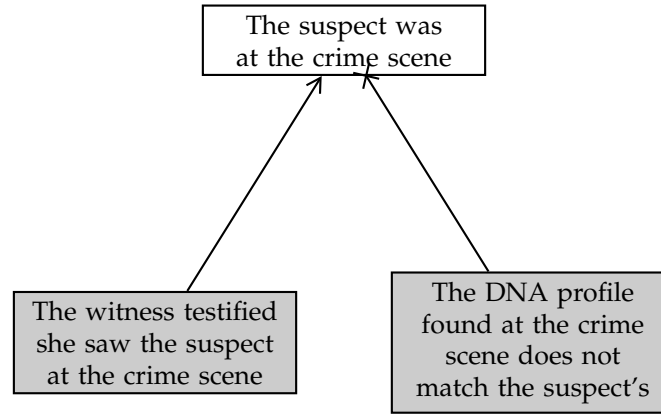 The suspect was
at the crime scene
The witness testified
she saw the suspect
at the crime scene
The DNA profile
found at the crime
scene does not
match the suspect's